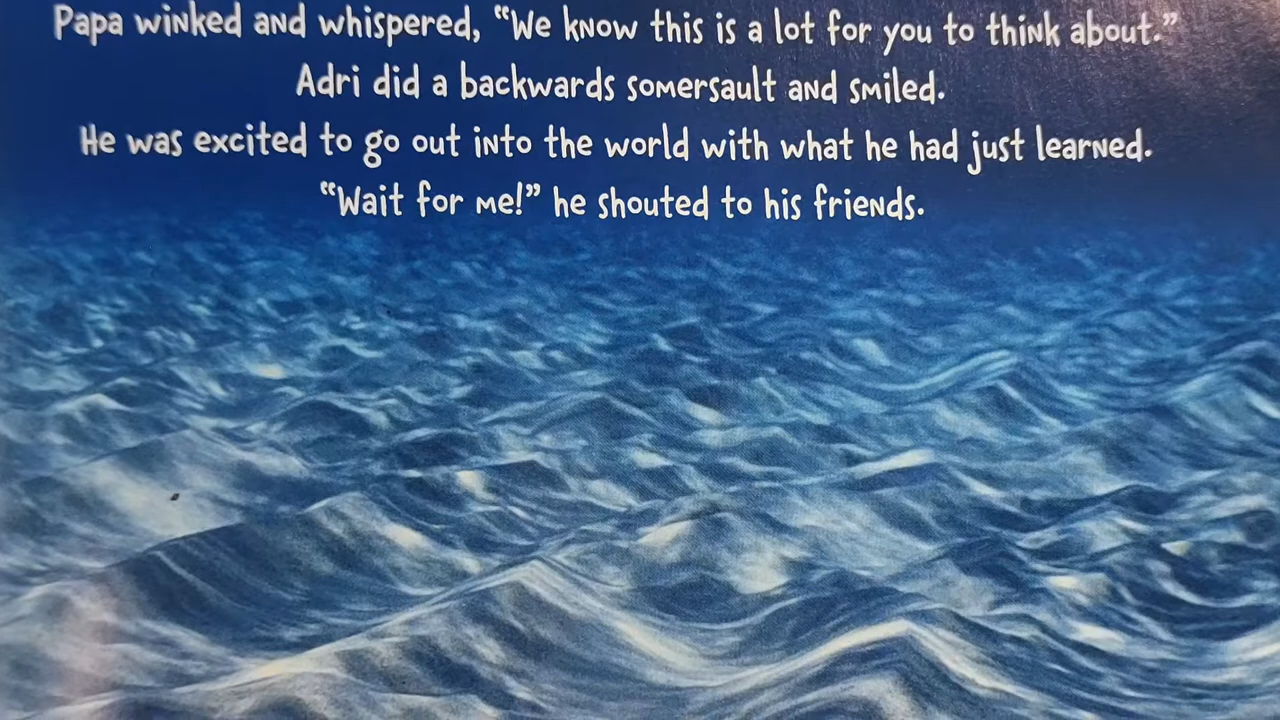 Papa winked and whispered, “We know this is a lot for you to think about.”
Adri did a backwards somersault and smiled.
He was excited to go out into the world with what he had just learned.
“Wait for me!” he shouted to his friends.